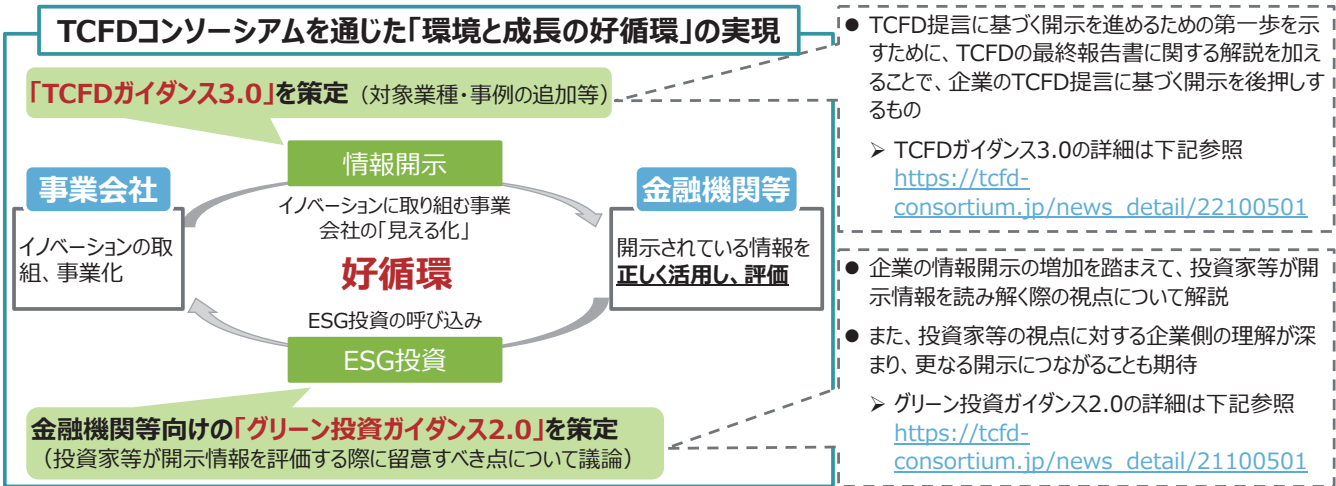 TCFDコンソーシアムを通じた「環境と成長の好循環」の実現
「TCFDガイダンス3.0」を策定（対象業種・事例の追加等）
情報開示
事業会社
イノベーションの取
組、事業化
イノベーションに取り組む事業
会社の「見える化」
好循環
ESG投資の呼び込み
ESG投資
金融機関等
開示されている情報を
正しく活用し、評価
金融機関等向けの「グリーン投資ガイダンス2.0」を策定
（投資家等が開示情報を評価する際に留意すべき点について議論）
● TCFD提言に基づく開示を進めるための第一歩を示
すために、TCFDの最終報告書に関する解説を加え
ることで、企業のTCFD提言に基づく開示を後押しす
るもの
➢ TCFDガイダンス3.0の詳細は下記参照
https://tcfd-
consortium.jp/news_detail/22100501
● 企業の情報開示の増加を踏まえて、投資家等が開
示情報を読み解く際の視点について解説
● また、投資家等の視点に対する企業側の理解が深
まり、更なる開示につながることも期待
➢ グリーン投資ガイダンス2.0の詳細は下記参照
https://tcfd-
consortium.jp/news_detail/21100501